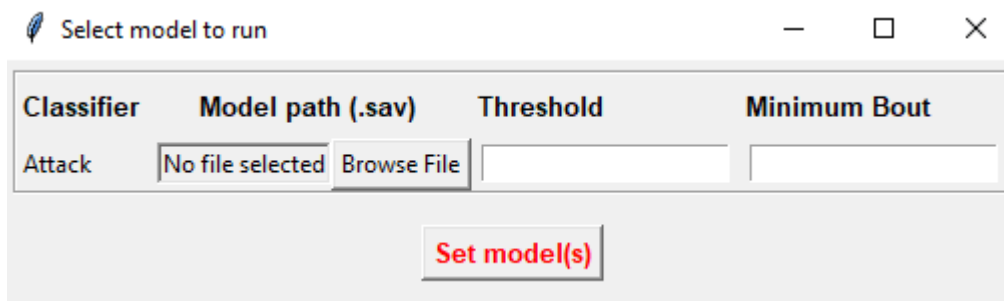 Select model to run
Classifier Model path (.sav) Threshold Minimum Bout
Attack No file selected Browse File
Set model(s)